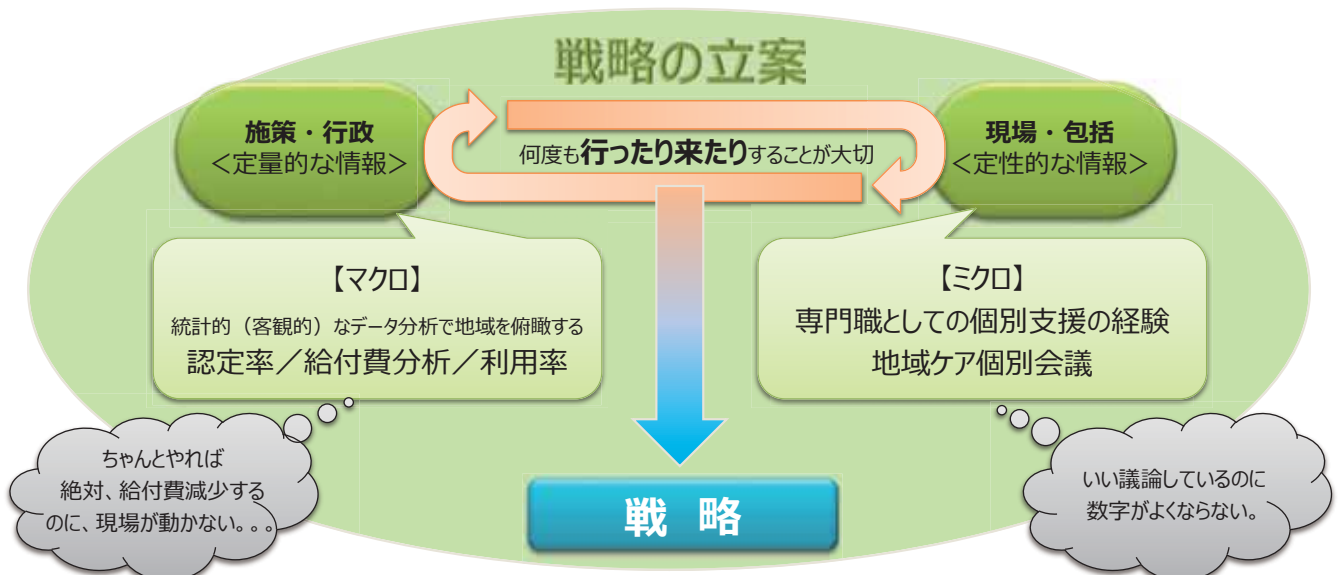 戦略の立案
施策・行政
＜定量的な情報＞
何度も行ったり来たりすることが大切
現場・包括
＜定性的な情報＞
【マクロ】
統計的（客観的）なデータ分析で地域を俯瞰する
認定率／給付費分析／利用率
【ミクロ】
専門職としての個別支援の経験
地域ケア個別会議
ちゃんとやれば
絶対、給付費減少する
のに、現場が動かない。。。
いい議論しているのに
数字がよくならない。
戦 略